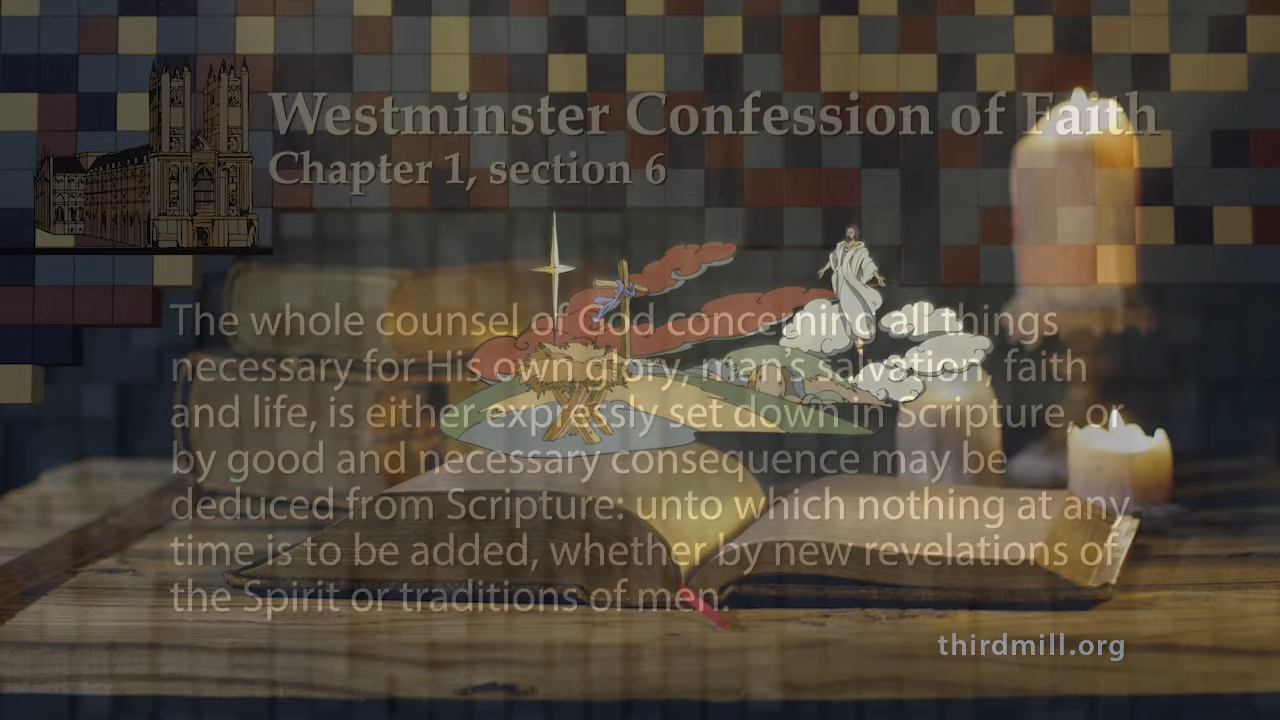 Westminster Confession of Faith
Chapter 1, section 6
The whole counsel of God concerning all things
necessary for His own glory, man's salvation, faith
and life, is either expressly set down in Scripture, or
by good and necessary consequence may be
deduced from Scripture: unto which nothing at any
time is to be added, whether by new revelations of
the Spirit or traditions of men.
thirdmill.org